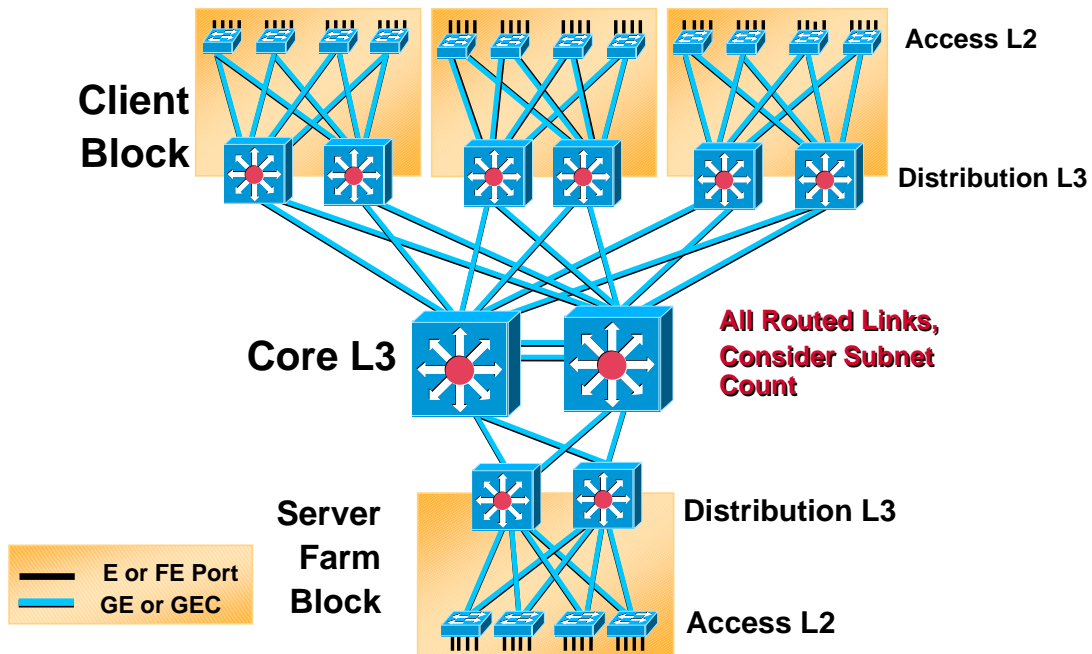 Access L2
Client
Block
Distribution L3
Core L3
All Routed Links,
Consider Subnet
Count
Server
Farm
Block
Distribution L3
E or FE Port
GE or GEC
Access L2